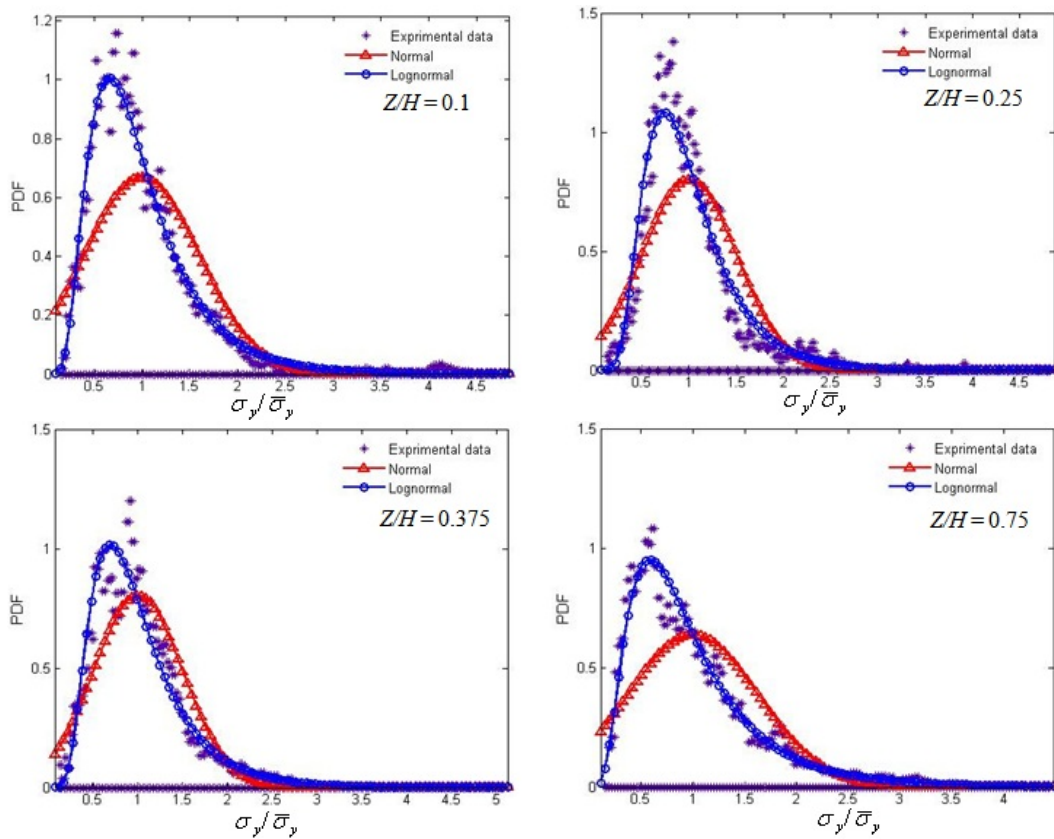 1.2
1
0.8
0.6
0.4
0.2
0
PDF
0.5 1 1.5 2 2.5 3 3.5 4 4.5
σy/σ̅y
Exprimental data
Normal
Lognormal
Z/H = 0.1
1.5
1
0.5
0
PDF
0.5 1 1.5 2 2.5 3 3.5 4 4.5
σy/σ̅y
Experimental data
Normal
Lognormal
Z/H = 0.25
1.5
1
0.5
0
PDF
0.5 1 1.5 2 2.5 3 3.5 4 4.5 5
σy/σ̅y
Exprimental data
Normal
Lognormal
Z/H = 0.375
1.5
1
0.5
0
PDF
0.5 1 1.5 2 2.5 3 3.5 4
σy/σ̅y
Exprimental data
Normal
Lognormal
Z/H = 0.75